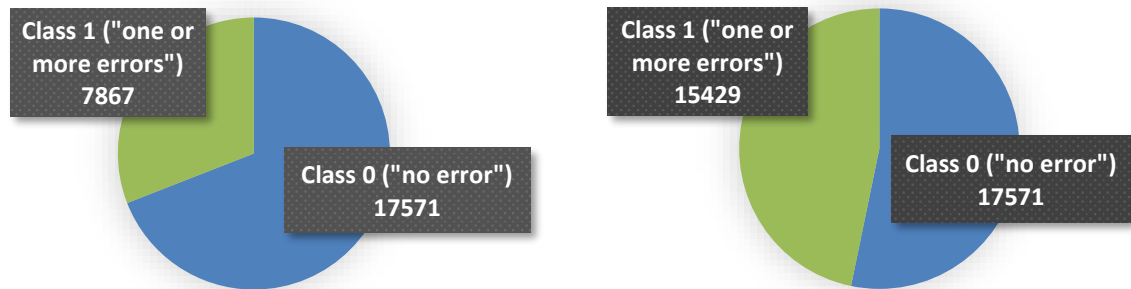 Class 1 ("one or
more errors")
7867
Class 0 ("no error")
17571
Class 1 ("one or
more errors")
15429
Class 0 ("no error")
17571